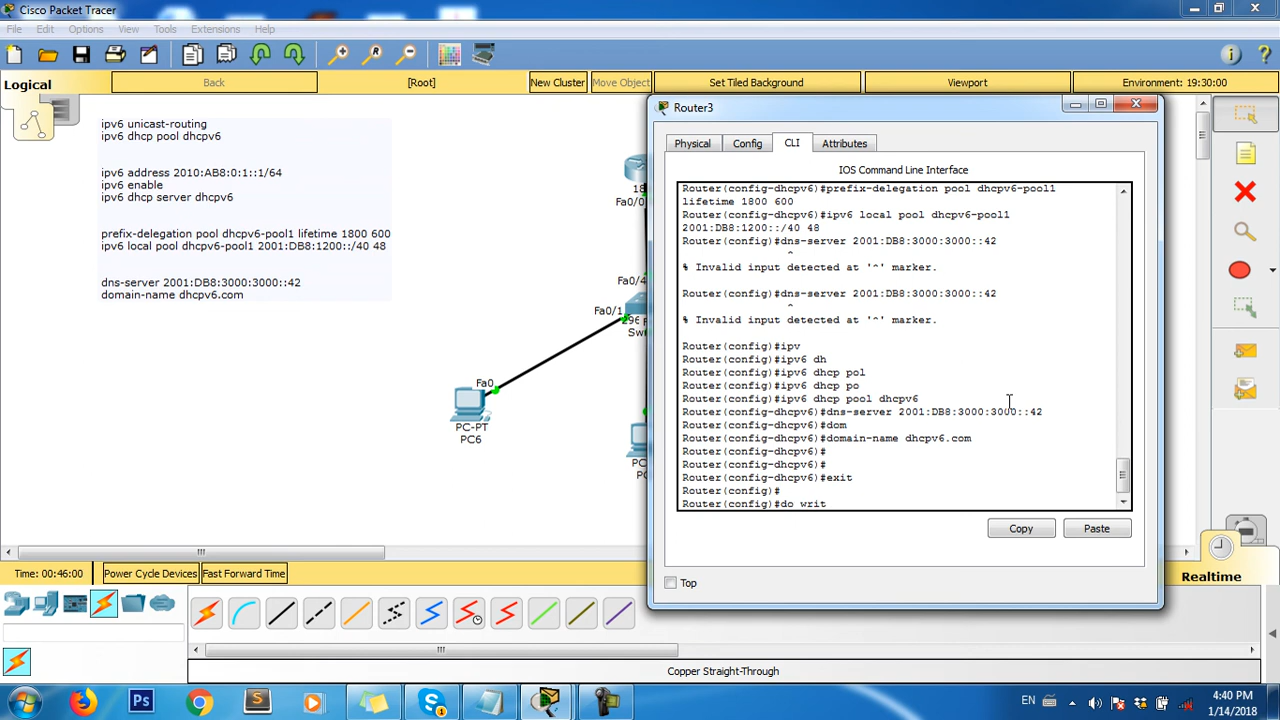 Cisco Packet Tracer
File Edit Options View Tools Extensions Help
Logical
Back
[Root]
New Cluster
Move Object
Set Tiled Background
Viewport
Environment: 19:30:00
ipv6 unicast-routing
ipv6 dhcp pool dhcpv6
ipv6 address 2010:AB8:0:1::1/64
ipv6 enable
ipv6 dhcp server dhcpv6
prefix-delegation pool dhcpv6-pool1 lifetime 1800 600
ipv6 local pool dhcpv6-pool1 2001:DB8:1200::/40 48
dns-server 2001:DB8:3000:3000::42
domain-name dhcpv6.com
18
Fa0/0
Fa0/4
Fa0/1
296
Sw
Fa0
PC-PT
PC6
Router3
Physical
Config
CLI
Attributes
IOS Command Line Interface
Router(config-dhcpv6)#prefix-delegation pool dhcpv6-pool1
lifetime 1800 600
Router(config-dhcpv6)#ipv6 local pool dhcpv6-pool1
2001:DB8:1200::/40 48
Router(config)#dns-server 2001:DB8:3000:3000::42
^
% Invalid input detected at '^' marker.
Router(config)#dns-server 2001:DB8:3000:3000::42
^
% Invalid input detected at '^' marker.
Router(config)#ipv
Router(config)#ipv6 dh
Router(config)#ipv6 dhcp pol
Router(config)#ipv6 dhcp po
Router(config)#ipv6 dhcp pool dhcpv6
Router(config-dhcpv6)#dns-server 2001:DB8:3000:3000::42
Router(config-dhcpv6)#dom
Router(config-dhcpv6)#domain-name dhcpv6.com
Router(config-dhcpv6)#
Router(config-dhcpv6)#
Router(config-dhcpv6)#exit
Router(config)#
Router(config)#do writ
Copy
Paste
Top
Time: 00:46:00
Power Cycle Devices
Fast Forward Time
Realtime
Copper Straight-Through
EN
4:40 PM
1/14/2018